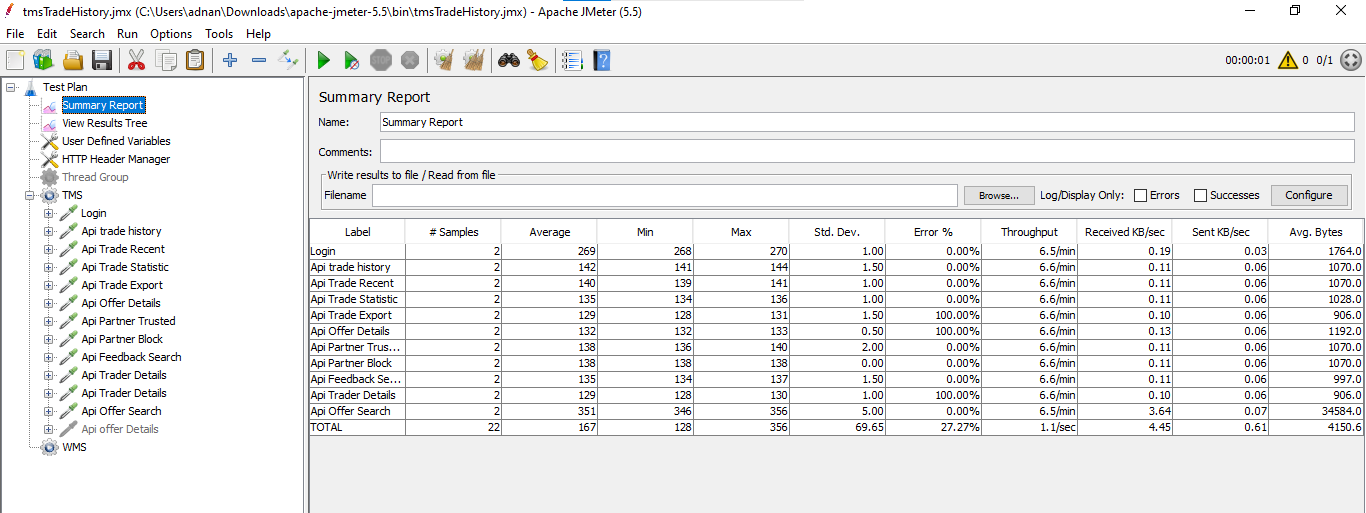 tmsTradeHistory.jmx (C:\Users\adnan\Downloads\apache-jmeter-5.5\bin\tmsTradeHistory.jmx) - Apache JMeter (5.5)
File Edit Search Run Options Tools Help
STOP 00:00:01 0 0/1
Test Plan
Summary Report
View Results Tree
User Defined Variables
HTTP Header Manager
Thread Group
TMS
Login
Api trade history
Api Trade Recent
Api Trade Statistic
Api Trade Export
Api Offer Details
Api Partner Trusted
Api Partner Block
Api Feedback Search
Api Trader Details
Api Trader Details
Api Offer Search
Api offer Details
WMS
Summary Report
Name: Summary Report
Comments:
Write results to file / Read from file
Filename Browse... Log/Display Only: Errors Successes Configure
Label # Samples Average Min Max Std. Dev. Error % Throughput Received KB/sec Sent KB/sec Avg. Bytes
Login 2 269 268 270 1.00 0.00% 6.5/min 0.19 0.03 1764.0
Api trade history 2 142 141 144 1.50 0.00% 6.6/min 0.11 0.06 1070.0
Api Trade Recent 2 140 139 141 1.00 0.00% 6.6/min 0.11 0.06 1070.0
Api Trade Statistic 2 135 134 136 1.00 0.00% 6.6/min 0.11 0.06 1028.0
Api Trade Export 2 129 128 131 1.50 100.00% 6.6/min 0.10 0.06 906.0
Api Offer Details 2 132 132 133 0.50 100.00% 6.6/min 0.13 0.06 1192.0
Api Partner Trus... 2 138 136 140 2.00 0.00% 6.6/min 0.11 0.06 1070.0
Api Partner Block 2 138 138 138 0.00 0.00% 6.6/min 0.11 0.06 1070.0
Api Feedback Se... 2 135 134 137 1.50 0.00% 6.6/min 0.11 0.06 997.0
Api Trader Details 2 129 128 130 1.00 100.00% 6.6/min 0.10 0.06 906.0
Api Offer Search 2 351 346 356 5.00 0.00% 6.5/min 3.64 0.07 34584.0
TOTAL 22 167 128 356 69.65 27.27% 1.1/sec 4.45 0.61 4150.6